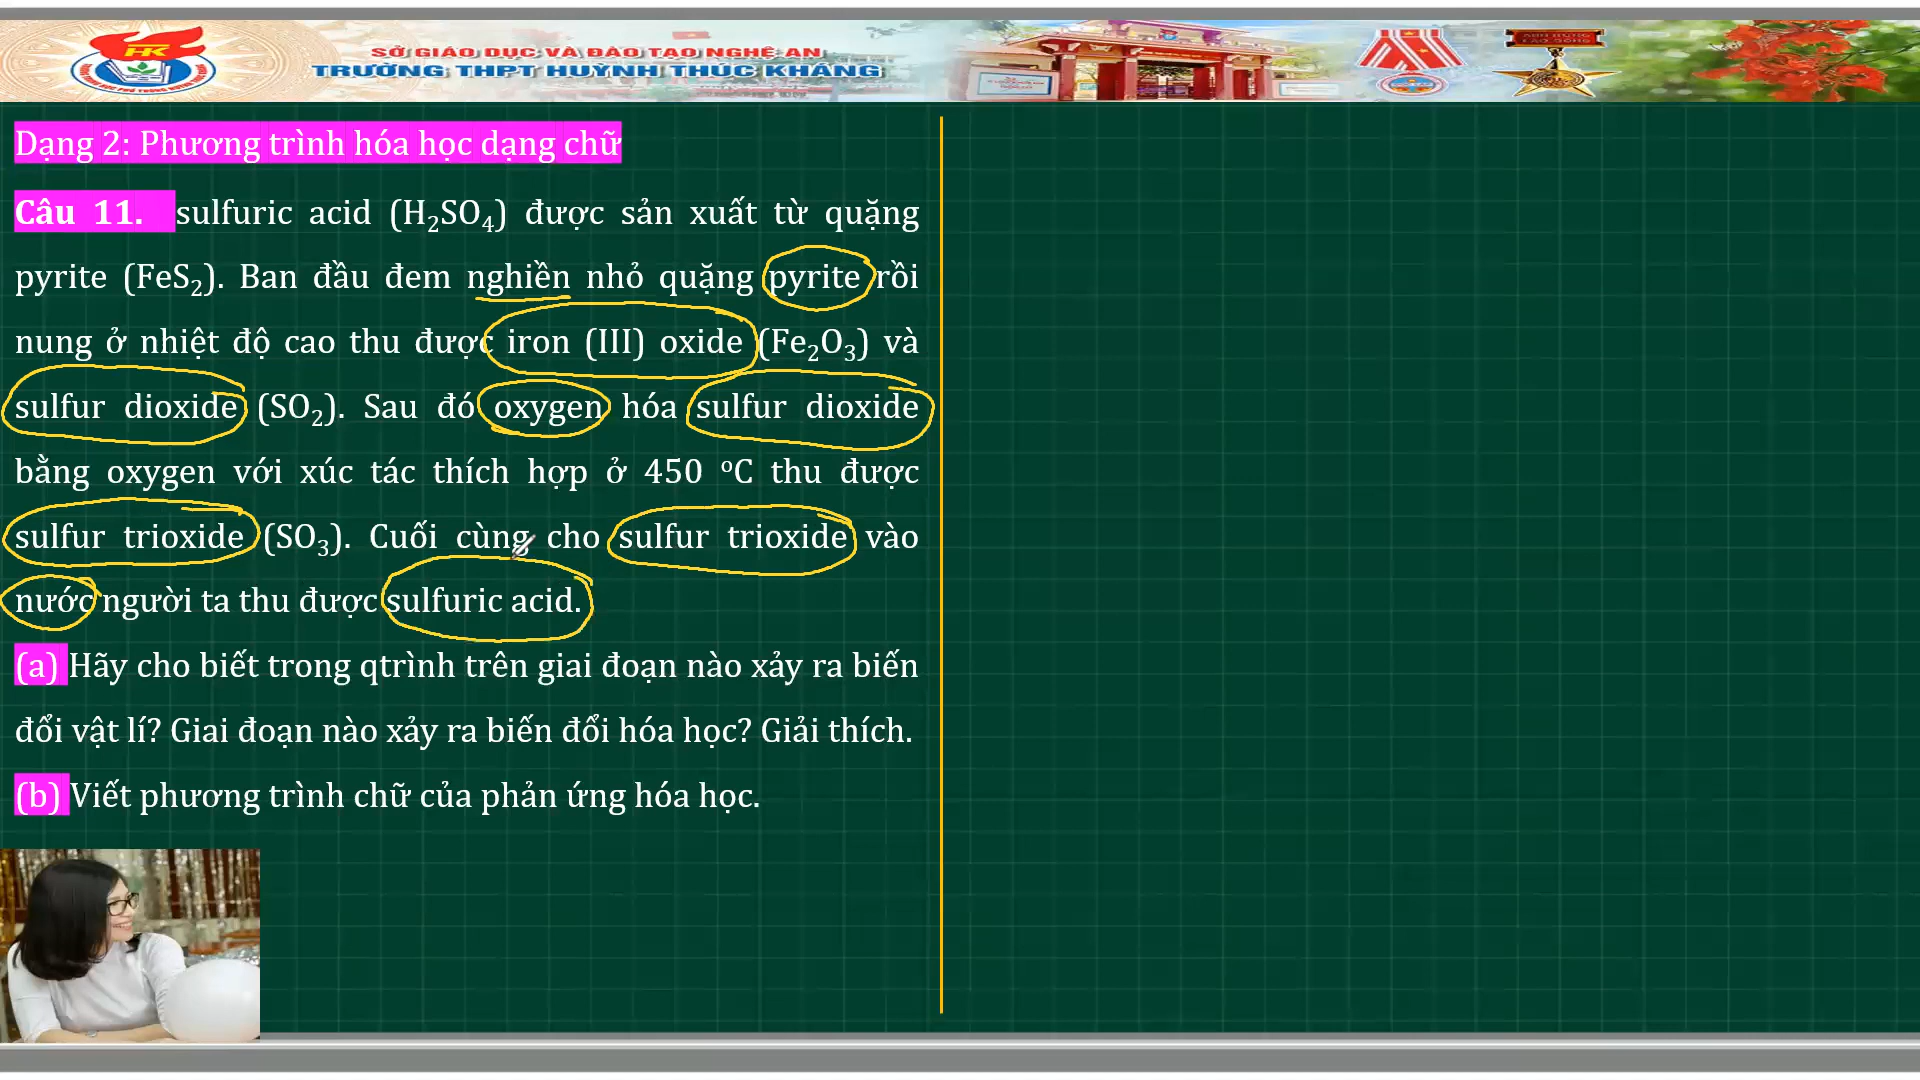 SỞ GIÁO DỤC VÀ ĐÀO TẠO NGHỆ AN
TRƯỜNG THPT HUỲNH THÚC KHÁNG
HK
ANH HÙNG
LAO ĐỘNG
Dạng 2: Phương trình hóa học dạng chữ
Câu 11. sulfuric acid (H₂SO₄) được sản xuất từ quặng
pyrite (FeS₂). Ban đầu đem nghiền nhỏ quặng pyrite rồi
nung ở nhiệt độ cao thu được iron (III) oxide (Fe₂O₃) và
sulfur dioxide (SO₂). Sau đó oxygen hóa sulfur dioxide
bằng oxygen với xúc tác thích hợp ở 450 ᵒC thu được
sulfur trioxide (SO₃). Cuối cùng cho sulfur trioxide vào
nước người ta thu được sulfuric acid.
(a) Hãy cho biết trong qtrình trên giai đoạn nào xảy ra biến
đổi vật lí? Giai đoạn nào xảy ra biến đổi hóa học? Giải thích.
(b) Viết phương trình chữ của phản ứng hóa học.